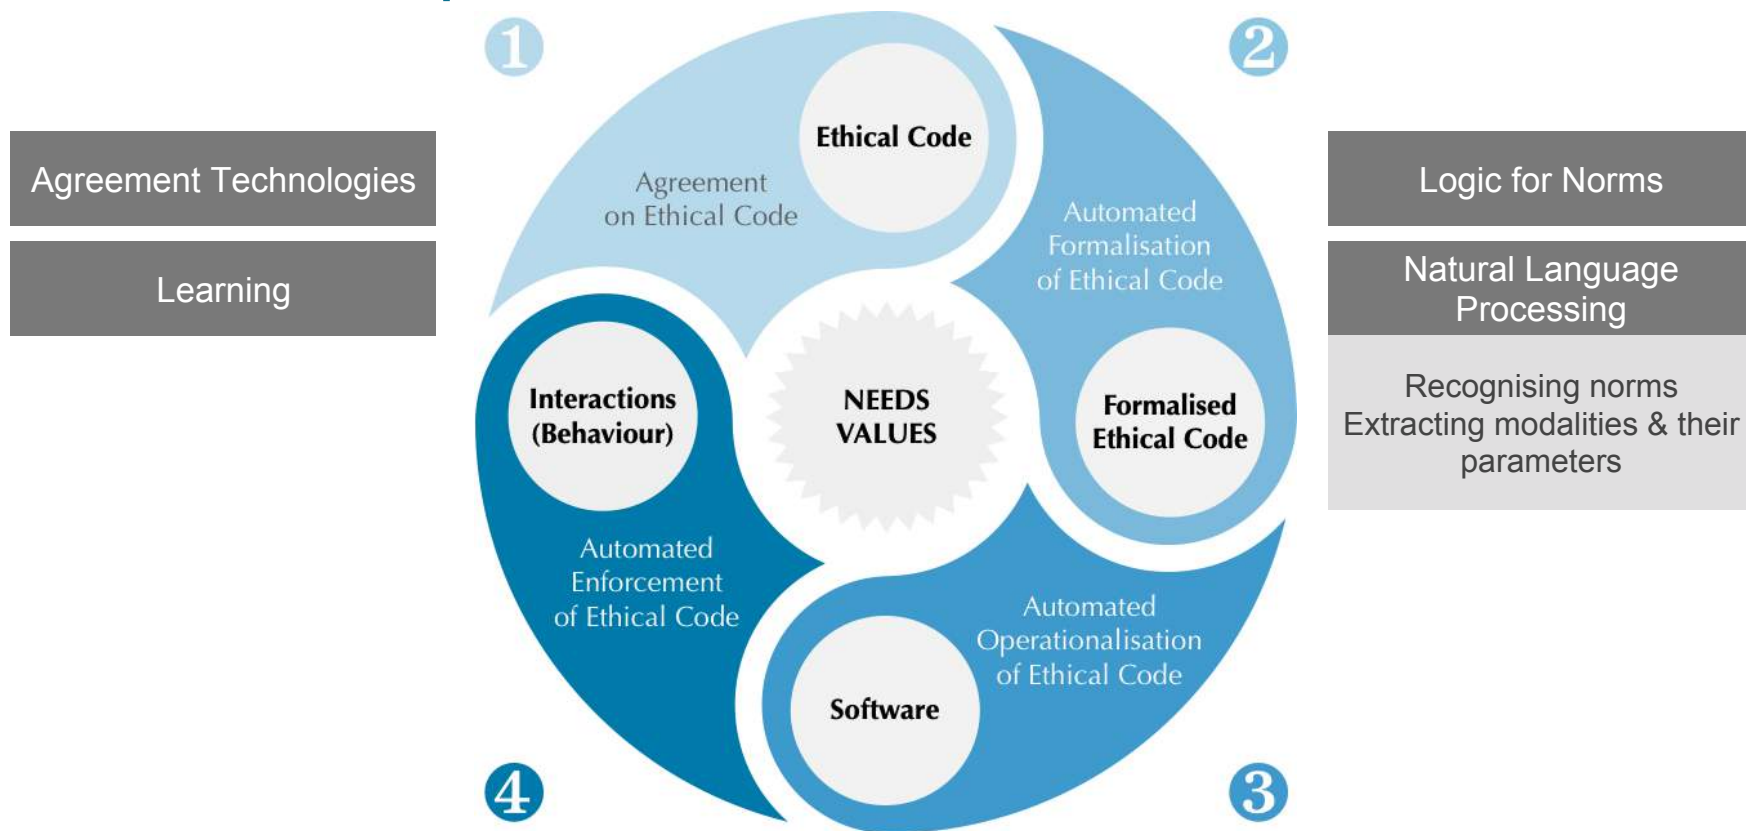 1
2
Agreement Technologies
Learning
Ethical Code
Agreement
on Ethical Code
Automated
Formalisation
of Ethical Code
Logic for Norms
Natural Language
Processing
Recognising norms
Extracting modalities & their
parameters
Interactions
(Behaviour)
NEEDS
VALUES
Formalised
Ethical Code
Automated
Enforcement
of Ethical Code
Automated
Operationalisation
of Ethical Code
Software
4
3